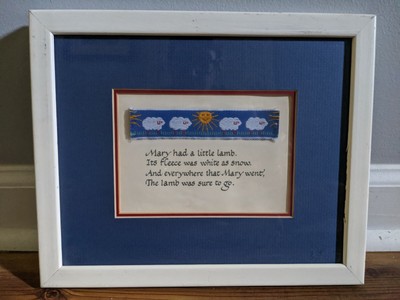 Mary had a little lamb.
Its fleece was white as snow.
And everywhere that Mary went,
The lamb was sure to go.